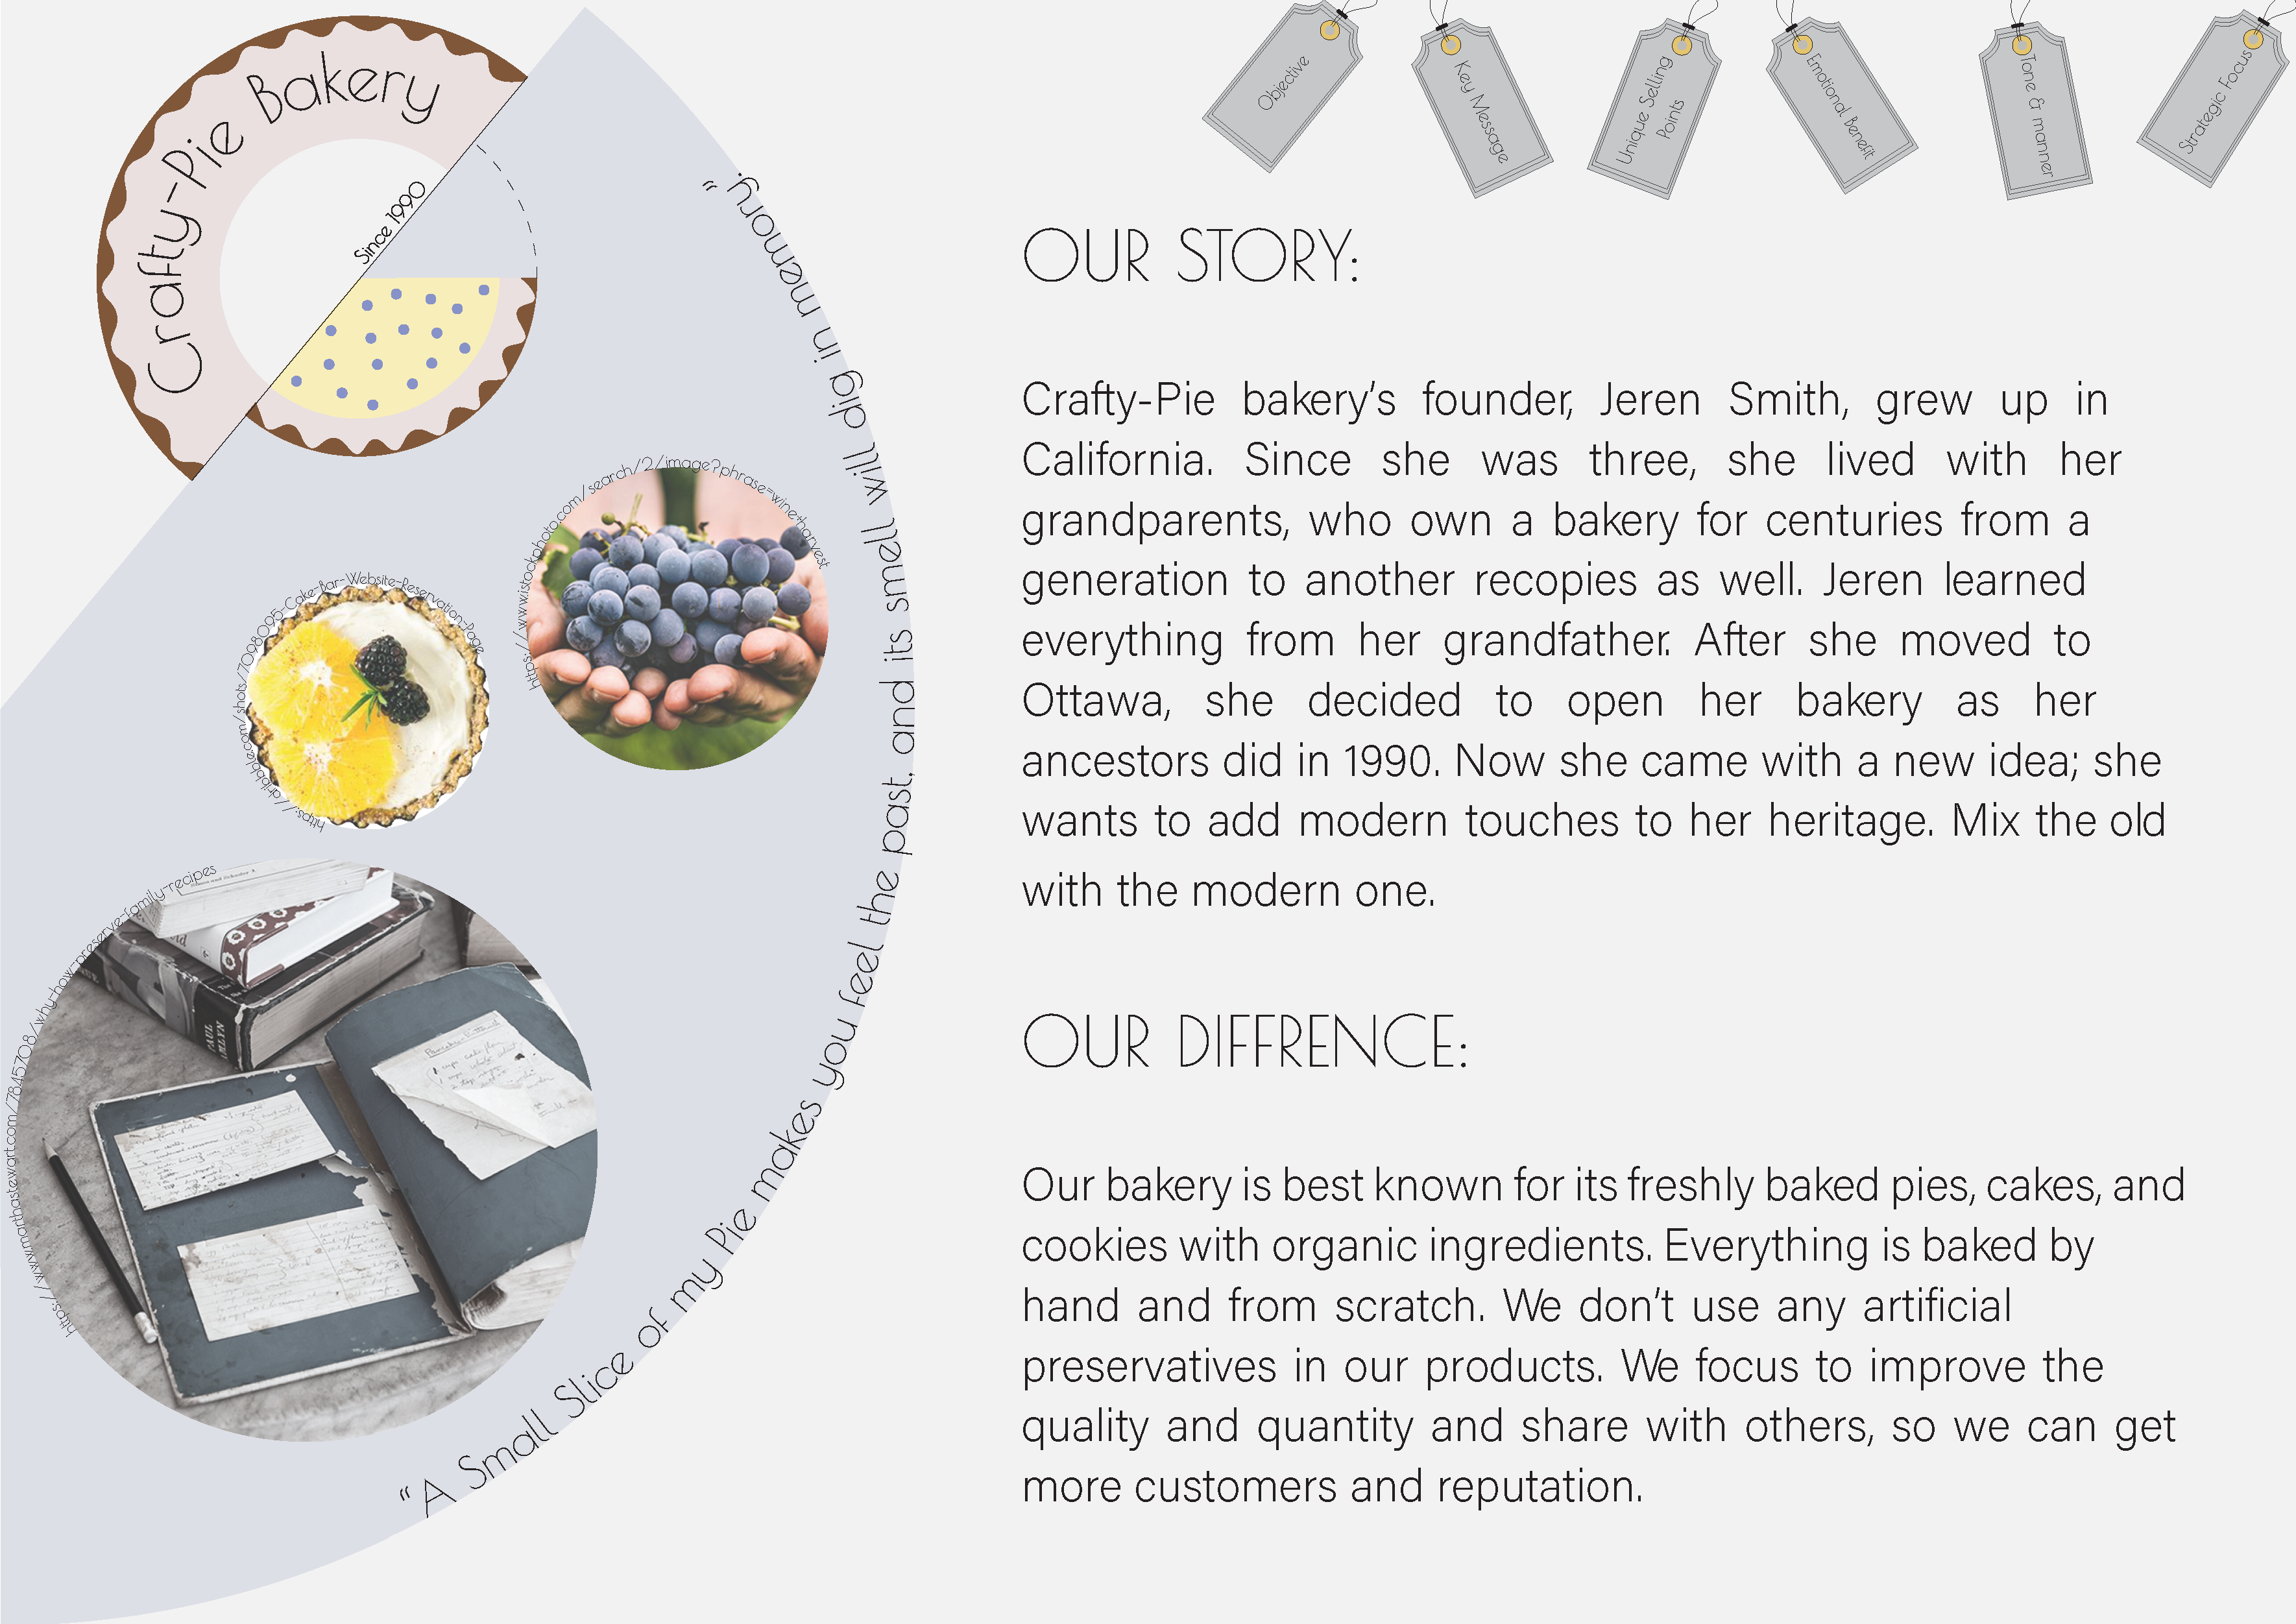 Crafty-Pie Bakery
Since 1990
Objective
Key Message
Unique Selling
Points
Emotional Benefit
Tone & manner
Strategic Focus
OUR STORY:
Crafty-Pie bakery’s founder, Jeren Smith, grew up in
California. Since she was three, she lived with her
grandparents, who own a bakery for centuries from a
generation to another recopies as well. Jeren learned
everything from her grandfather. After she moved to
Ottawa, she decided to open her bakery as her
ancestors did in 1990. Now she came with a new idea; she
wants to add modern touches to her heritage. Mix the old
with the modern one.
OUR DIFFRENCE:
Our bakery is best known for its freshly baked pies, cakes, and
cookies with organic ingredients. Everything is baked by
hand and from scratch. We don’t use any artificial
preservatives in our products. We focus to improve the
quality and quantity and share with others, so we can get
more customers and reputation.
“A Small Slice of my Pie makes you feel the past, and its smell will dig in memory.“
https://www.istockphoto.com/search/2/image?phrase=wine+harvest
https://dribbble.com/shots/7098095-Cake-Bar-Website-Reservation-Page
https://www.marthastewart.com/7845708/why-how-preserve-family-recipes
PAUL